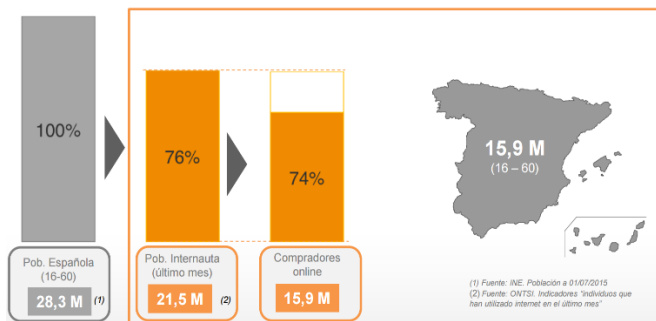 100%
76%
74%
15,9 M
(16 – 60)
Pob. Española
(16-60)
28,3 M (1)
Pob. Internauta
(último mes)
21,5 M (2)
Compradores
online
15,9 M
(1) Fuente: INE. Población a 01/07/2015
(2) Fuente: ONTSI. Indicadores "individuos que
han utilizado internet en el último mes"